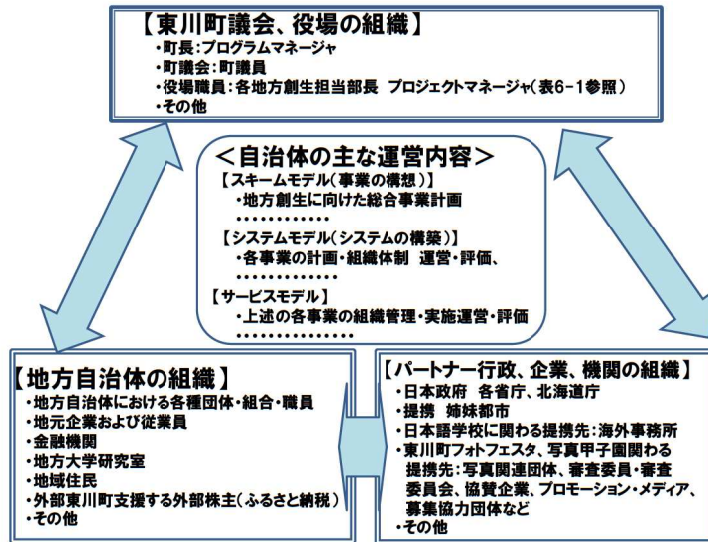 【東川町議会、役場の組織】
・町長:プログラムマネージャ
・町議会:町議員
・役場職員:各地方創生担当部長 プロジェクトマネージャ(表6-1参照)
・その他
<自治体の主な運営内容>
【スキームモデル(事業の構想)】
・地方創生に向けた総合事業計画
・・・・・・・・・・・・
【システムモデル(システムの構築)】
・各事業の計画・組織体制 運営・評価、
・・・・・・・・・・・・・
【サービスモデル】
・上述の各事業の組織管理・実施運営・評価
・・・・・・・・・・・・・・・
【地方自治体の組織】
・地方自治体における各種団体・組合・職員
・地元企業および従業員
・金融機関
・地方大学研究室
・地域住民
・外部東川町支援する外部株主(ふるさと納税)
・その他
【パートナー行政、企業、機関の組織】
・日本政府 各省庁、北海道庁
・提携 姉妹都市
・日本語学校に関わる提携先:海外事務所
・東川町フォトフェスタ、写真甲子園関わる
提携先:写真関連団体、審査委員・審査
委員会、協賛企業、プロモーション・メディア、
募集協力団体など
・その他